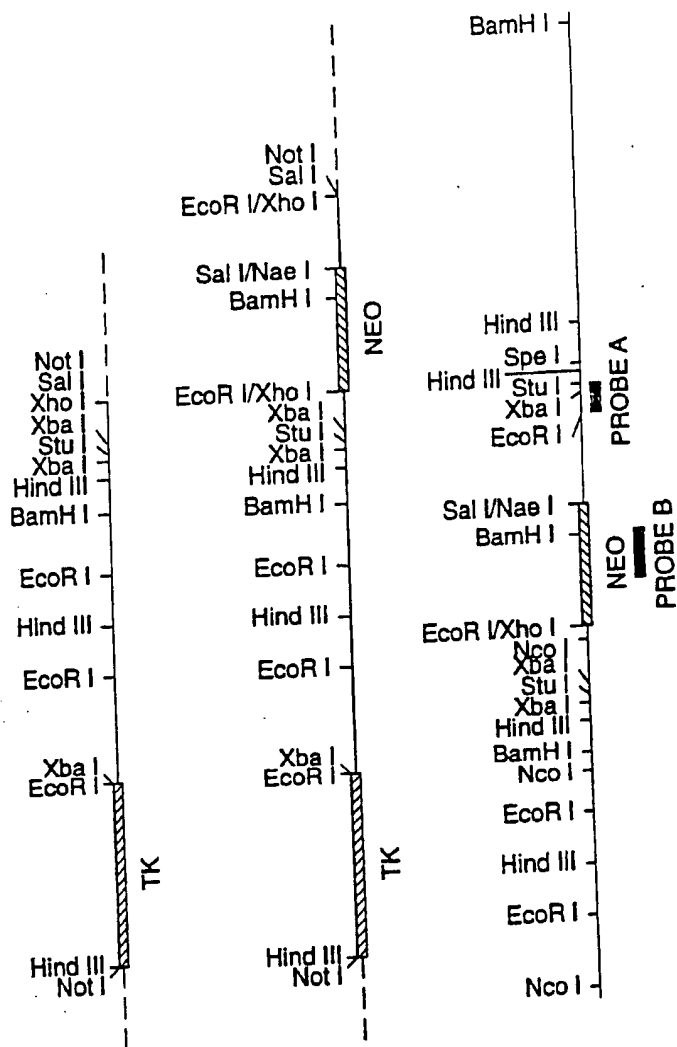 Not I
Sal I
Xho I
Xba I
Stu I
Xba I
Hind III
BamH I
EcoR I
Hind III
EcoR I
Xba I
EcoR I
TK
Hind III
Not I
Not I
Sal I
EcoR I/Xho I
Sal I/Nae I
BamH I
NEO
EcoR I/Xho I
Xba I
Stu I
Xba I
Hind III
BamH I
EcoR I
Hind III
EcoR I
Xba I
EcoR I
TK
Hind III
Not I
BamH I
Hind III
Spe I
Hind III
Stu I
Xba I
EcoR I
PROBE A
Sal I/Nae I
BamH I
NEO
PROBE B
EcoR I/Xho I
Nco I
Xba I
Stu I
Xba I
Hind III
BamH I
Nco I
EcoR I
Hind III
EcoR I
Nco I